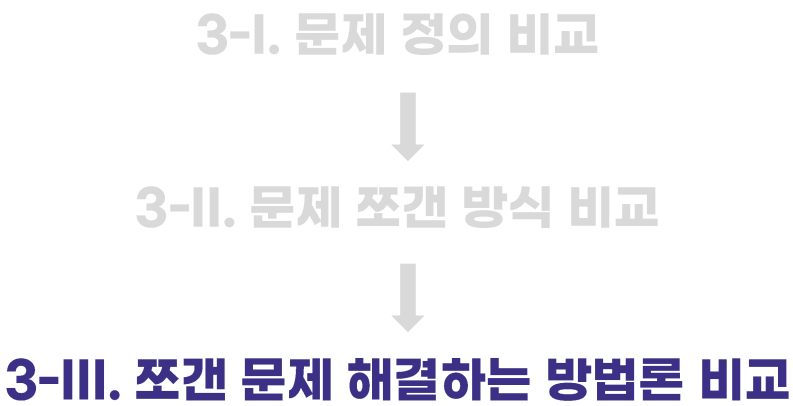 3-I. 문제 정의 비교
3-II. 문제 쪼갠 방식 비교
3-III. 쪼갠 문제 해결하는 방법론 비교